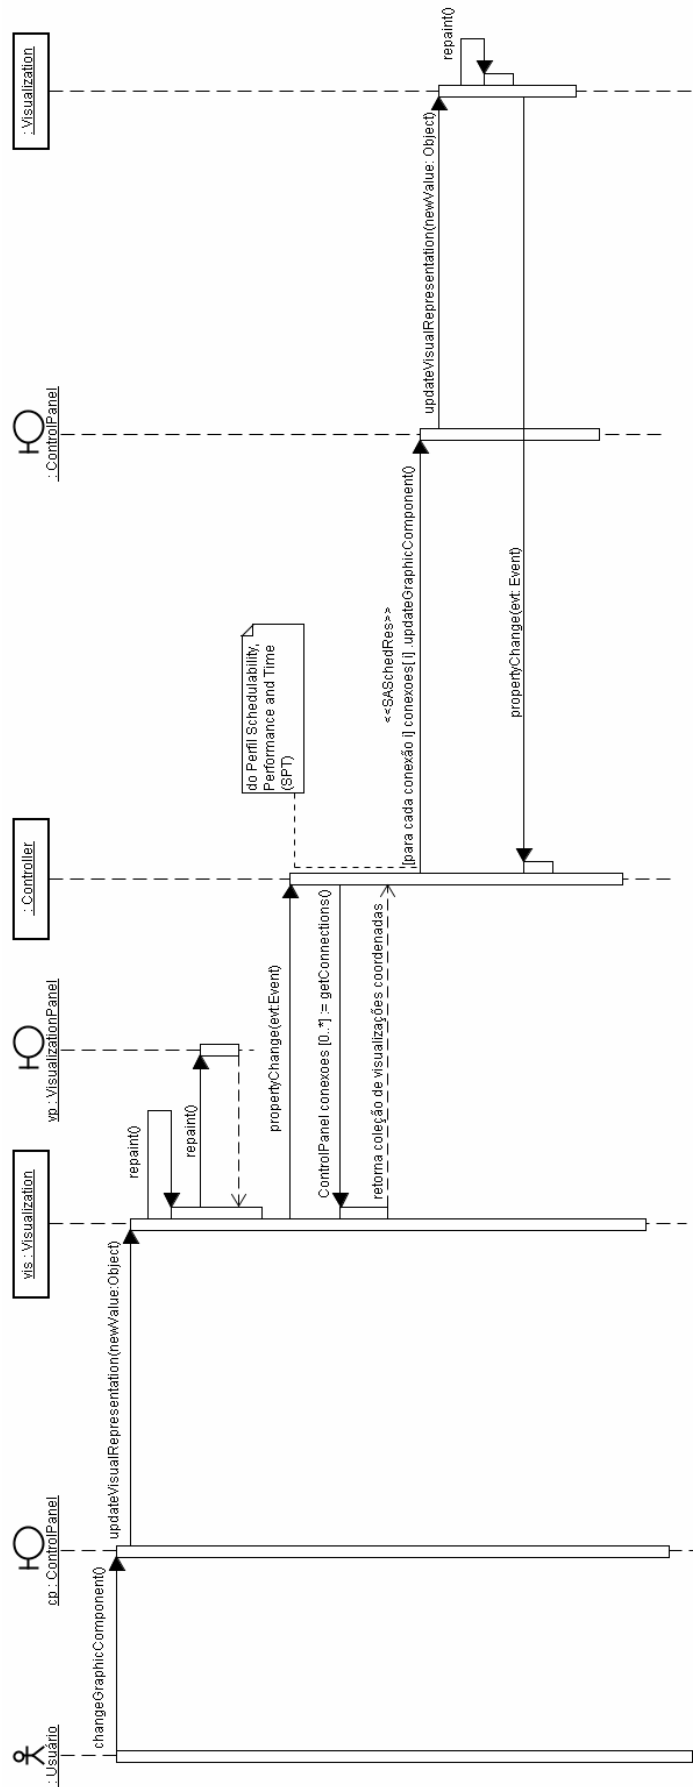 : Usuário
cp : ControlPanel
vis : Visualization
vp : VisualizationPanel
: Controller
: ControlPanel
: Visualization
changeGraphicComponent()
updateVisualRepresentation(newValue:Object)
repaint()
repaint()
propertyChange(evt:Event)
ControlPanel conexoes [0..*] := getConnections()
retorna coleção de visualizações coordenadas
do Perfil Schedulability,
Performance and Time
(SPT)
<<SASchedRes>>
[para cada conexão i] conexoes[ i] .updateGraphicComponent()
updateVisualRepresentation(newValue: Object)
repaint()
propertyChange(evt: Event)